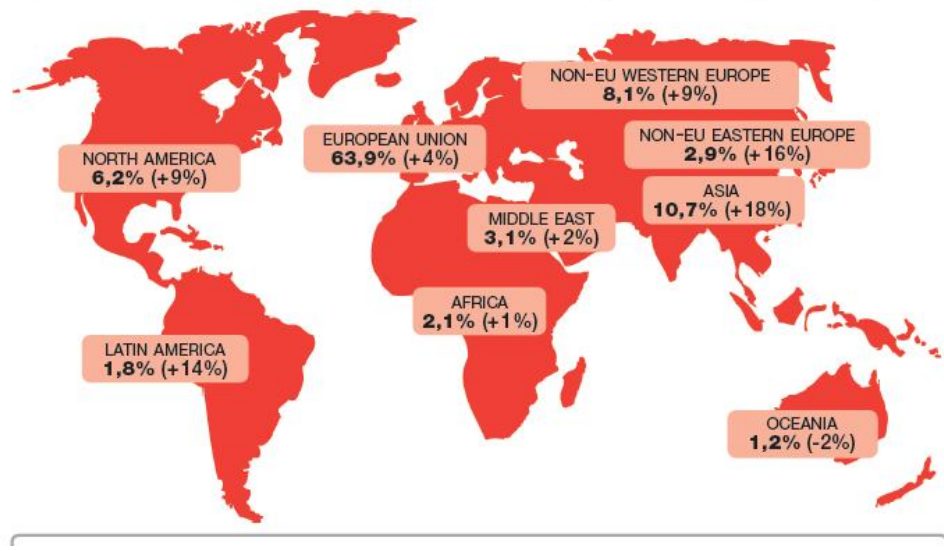 NON-EU WESTERN EUROPE
8,1% (+9%)
EUROPEAN UNION
63,9% (+4%)
NON-EU EASTERN EUROPE
2,9% (+16%)
NORTH AMERICA
6,2% (+9%)
ASIA
10,7% (+18%)
MIDDLE EAST
3,1% (+2%)
AFRICA
2,1% (+1%)
LATIN AMERICA
1,8% (+14%)
OCEANIA
1,2% (-2%)